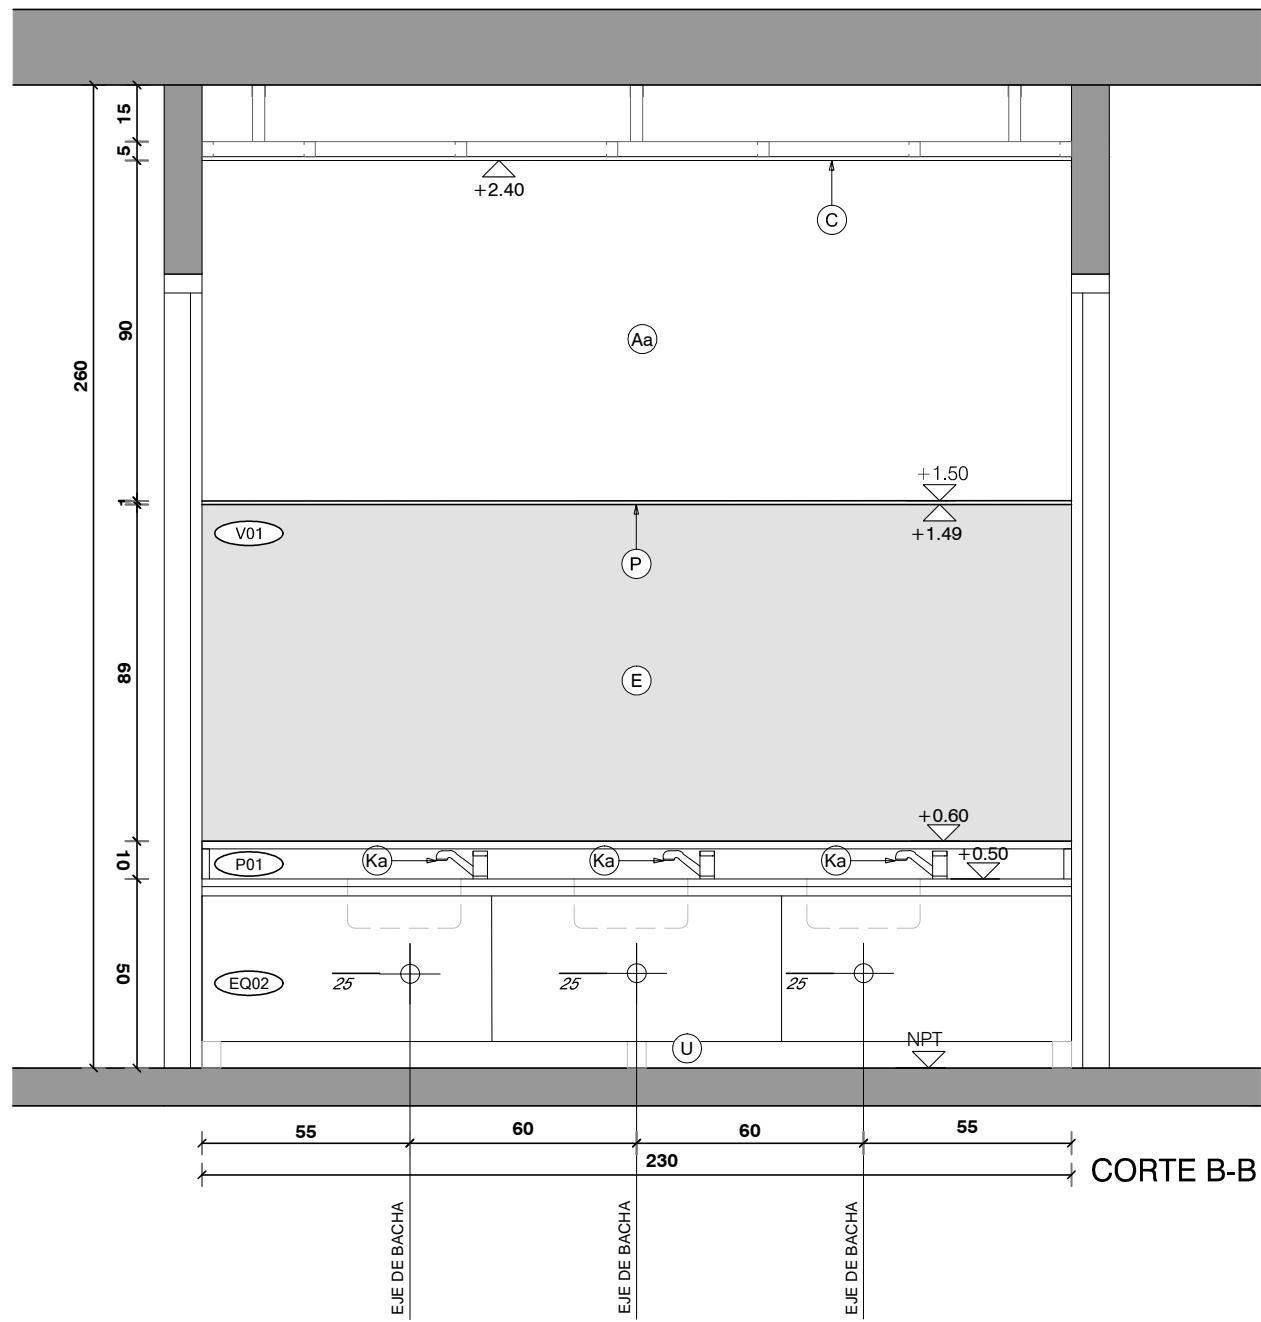 15
5
+2.40
C
90
Aa
260
+1.50
1
V01
+1.49
P
89
E
+0.60
10
P01
Ka
Ka
Ka
+0.50
50
EQ02
25
25
25
U
NPT
55
60
60
55
230
CORTE B-B
EJE DE BACHA
EJE DE BACHA
EJE DE BACHA